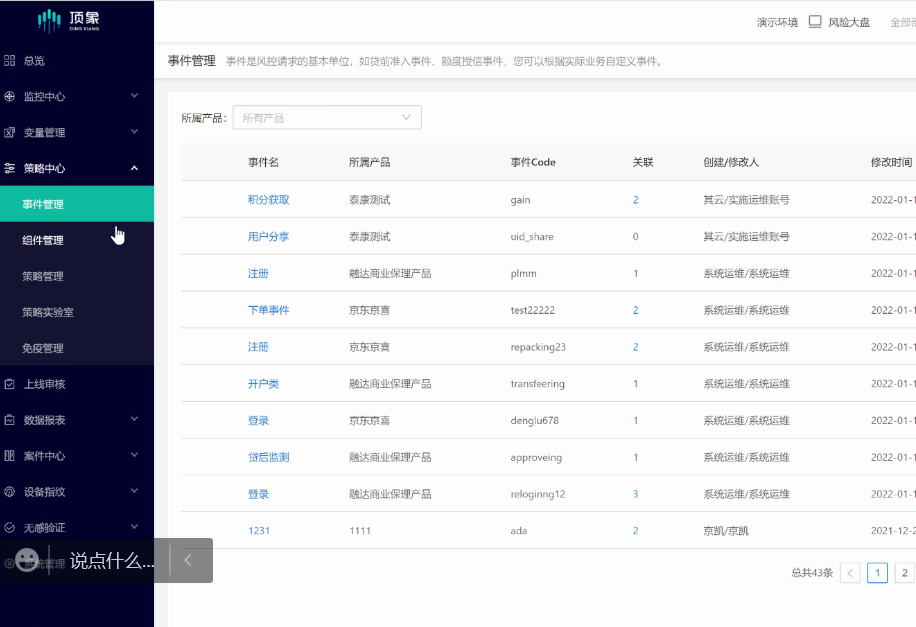 顶象
DING XIANG
演示环境 风险大盘 全部
总览
监控中心
变量管理
策略中心
事件管理
组件管理
策略管理
策略实验室
免疫管理
上线审核
数据报表
案件中心
设备指纹
无感验证
系统管理
说点什么...
事件管理 事件是风控请求的基本单位，如贷前准入事件、额度授信事件，您可以根据实际业务自定义事件。
所属产品： 所有产品
事件名 所属产品 事件Code 关联 创建/修改人 修改时间
积分获取 泰康测试 gain 2 其云/实施运维账号 2022-01-1
用户分享 泰康测试 uid_share 0 其云/实施运维账号 2022-01-1
注册 融达商业保理产品 plmm 1 系统运维/系统运维 2022-01-1
下单事件 京东京喜 test22222 2 系统运维/系统运维 2022-01-1
注册 京东京喜 repacking23 2 系统运维/系统运维 2022-01-1
开户类 融达商业保理产品 transfeering 1 系统运维/系统运维 2022-01-1
登录 京东京喜 denglu678 1 系统运维/系统运维 2022-01-1
贷后监测 融达商业保理产品 approveing 1 系统运维/系统运维 2022-01-1
登录 融达商业保理产品 reloginng12 3 系统运维/系统运维 2022-01-1
1231 1111 ada 2 京凯/京凯 2021-12-2
总共43条 < 1 2